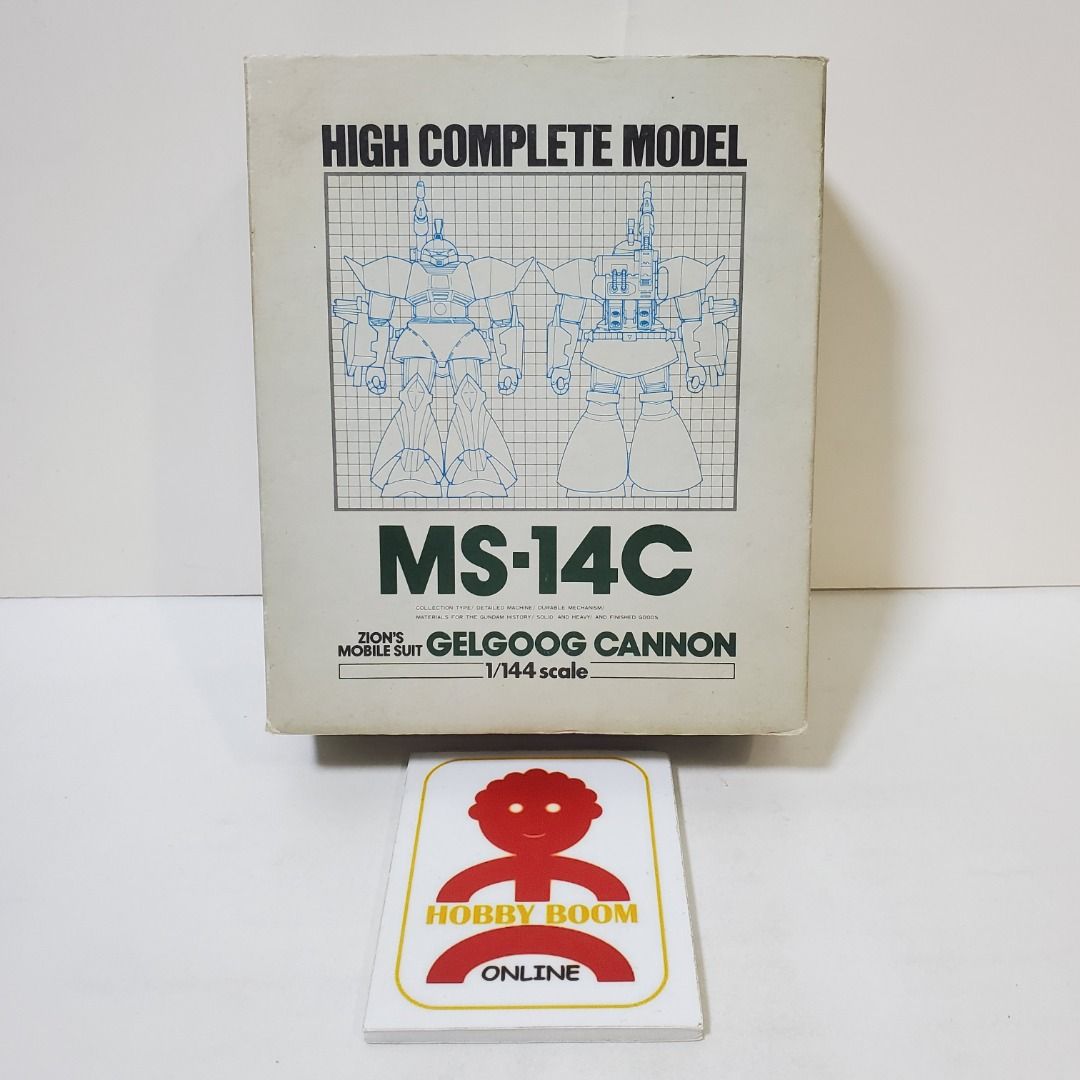 HIGH COMPLETE MODEL
MS-14C
COLLECTION TYPE/ DETAILED MACHINE/ DURABLE MECHANISM/
MATERIALS FOR THE GUNDAM HISTORY/ SOLID AND HEAVY/ AND FINISHED GOODS
ZION'S
MOBILE SUIT GELGOOG CANNON
1/144 scale
HOBBY BOOM
ONLINE